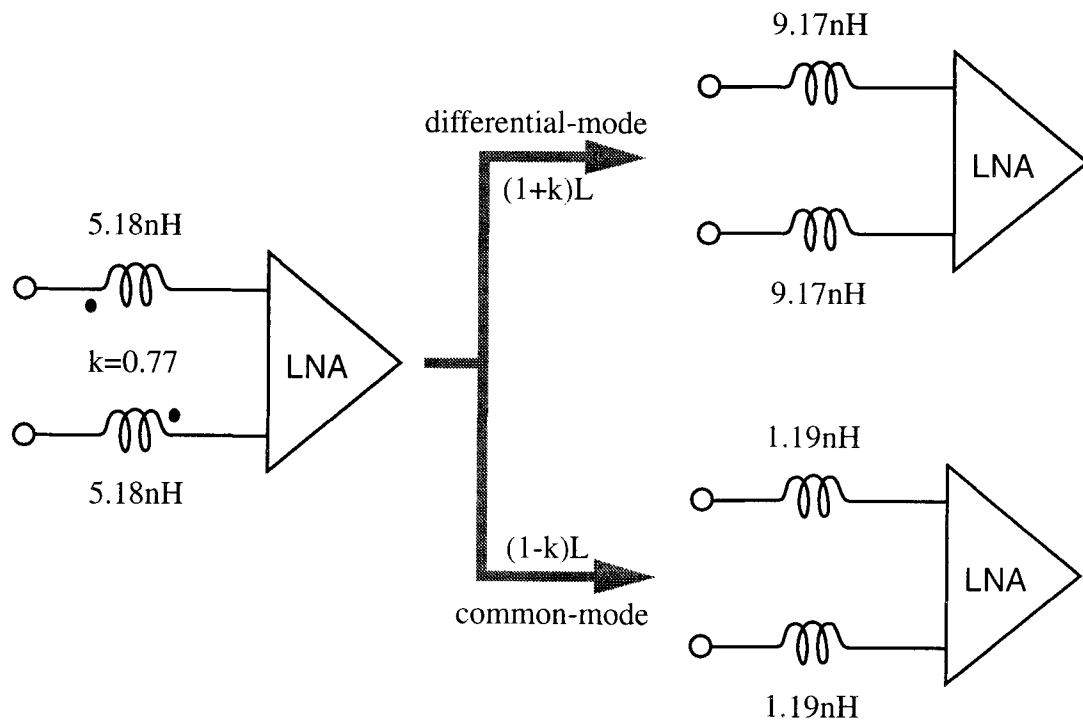 5.18nH
k=0.77
5.18nH
LNA
differential-mode
(1+k)L
9.17nH
9.17nH
LNA
(1-k)L
common-mode
1.19nH
1.19nH
LNA